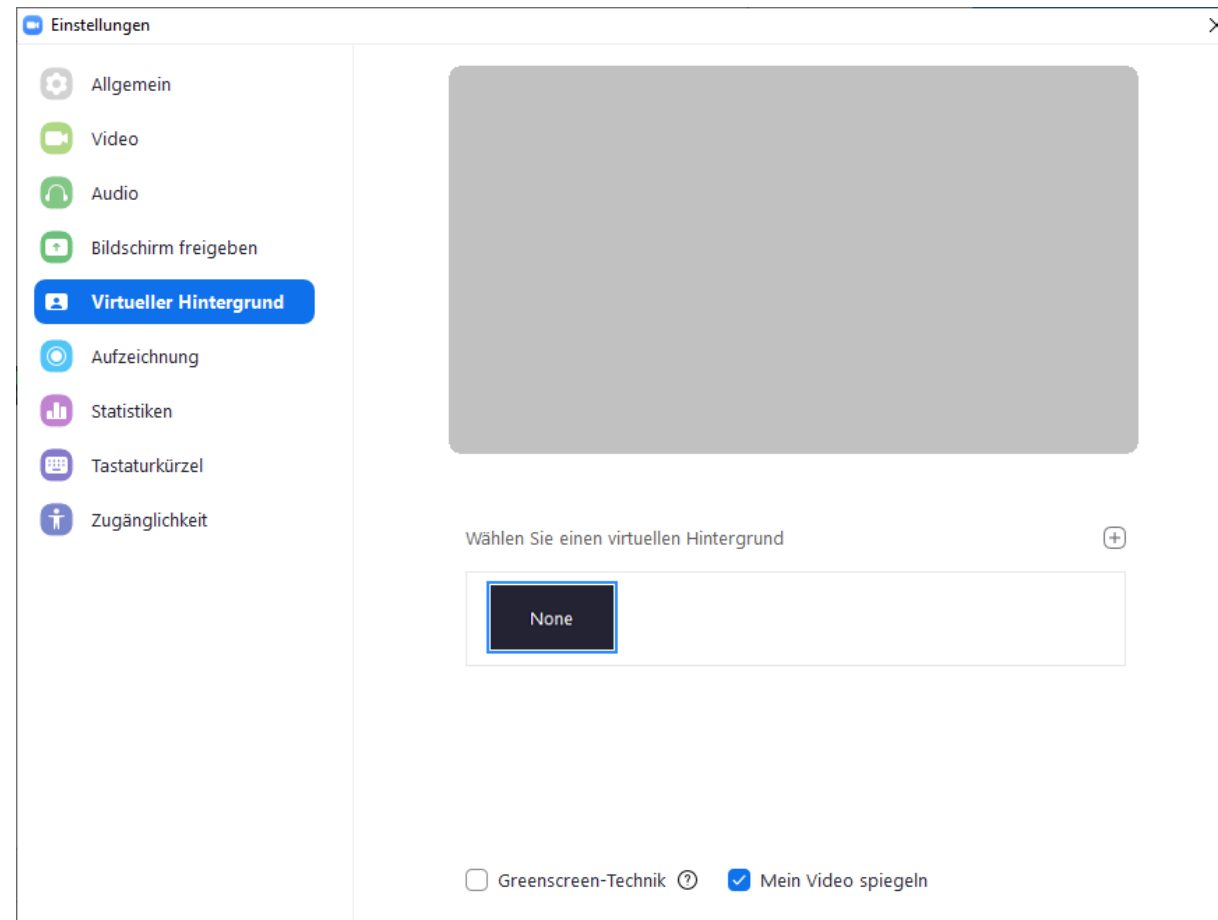 Einstellungen
Allgemein
Video
Audio
Bildschirm freigeben
Virtueller Hintergrund
Aufzeichnung
Statistiken
Tastaturkürzel
Zugänglichkeit
Wählen Sie einen virtuellen Hintergrund
None
Greenscreen-Technik
Mein Video spiegeln